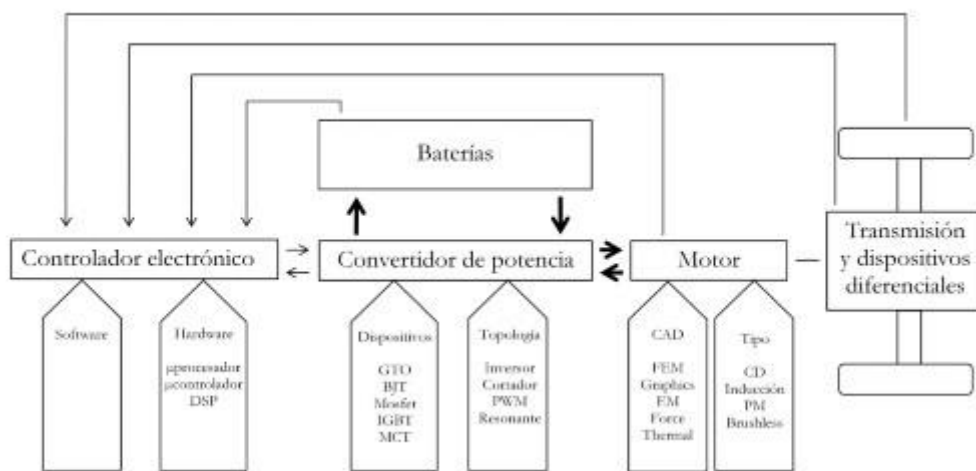 Baterías
Controlador electrónico
Convertidor de potencia
Motor
Transmisión
y dispositivos
diferenciales
Software
Hardware
µprocesador
µcontrolador
DSP
Dispositivos
GTO
BJT
Mosfet
IGBT
MCT
Topología
Inversor
Cortador
PWM
Resonante
CAD
FEM
Graphics
EM
Force
Thermal
Tipo
CD
Inducción
PM
Brushless